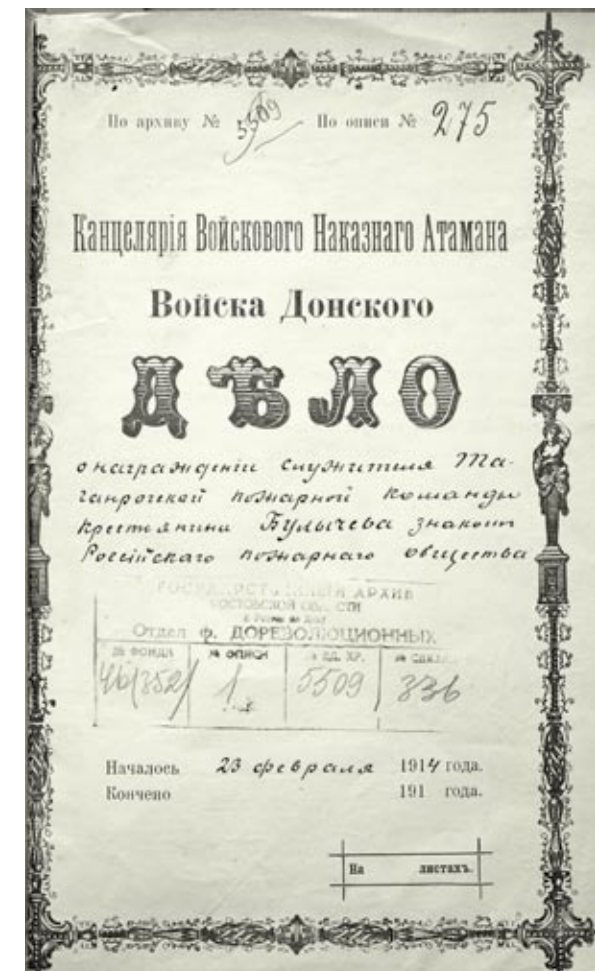 По архиву № 5509 По описи № 275
Канцелярія Войскового Наказнаго Атамана
Войска Донского
ДѢЛО
о награжденіи служителя Та-
ганрогской пожарной команды
крестьянина Булычева знакомъ
Россійскаго пожарнаго общества
ГОСУДАРСТВЕННЫЙ АРХИВ
РОСТОВСКОЙ ОБЛАСТИ
Отдел ф. ДОРЕВОЛЮЦИОННЫХ
№ ФОНДА № ОПИСИ № ЕД. ХР. № СВЯЗ
46/352/ 1 5509 336
Началось 23 февраля 1914 года.
Кончено 191 года.
На листахъ.